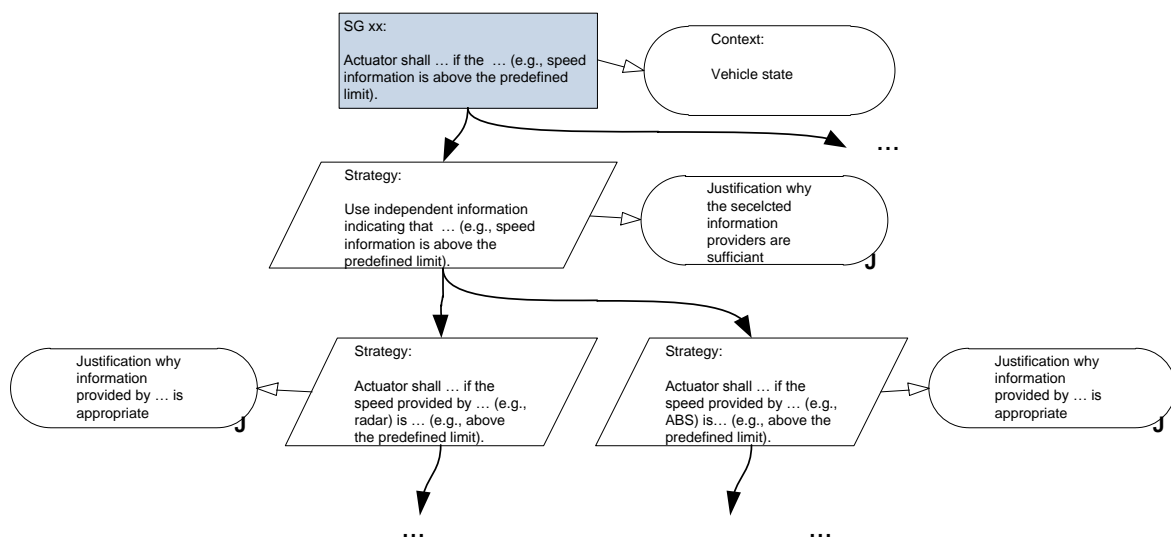 SG xx:
Actuator shall … if the … (e.g., speed
information is above the predefined
limit).
Context:
Vehicle state
...
Strategy:
Use independent information
indicating that … (e.g., speed
information is above the
predefined limit).
Justification why
the secelcted
information
providers are
sufficiant
J
Justification why
information
provided by … is
appropriate
J
Strategy:
Actuator shall … if the
speed provided by … (e.g.,
radar) is … (e.g., above
the predefined limit).
Strategy:
Actuator shall … if the
speed provided by … (e.g.,
ABS) is… (e.g., above the
predefined limit).
Justification why
information
provided by … is
appropriate
J
...
...